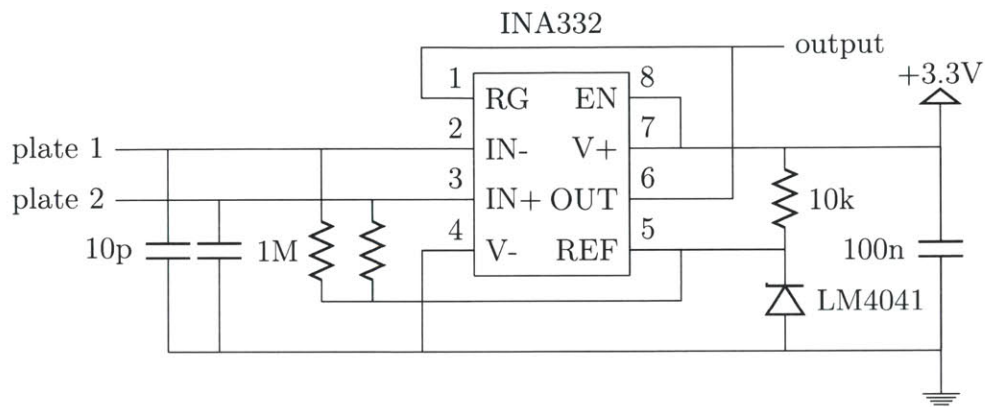 INA332
output
+3.3V
1
8
RG
EN
2
7
plate 1
IN-
V+
3
6
plate 2
IN+
OUT
10k
4
5
10p
1M
V-
REF
100n
LM4041